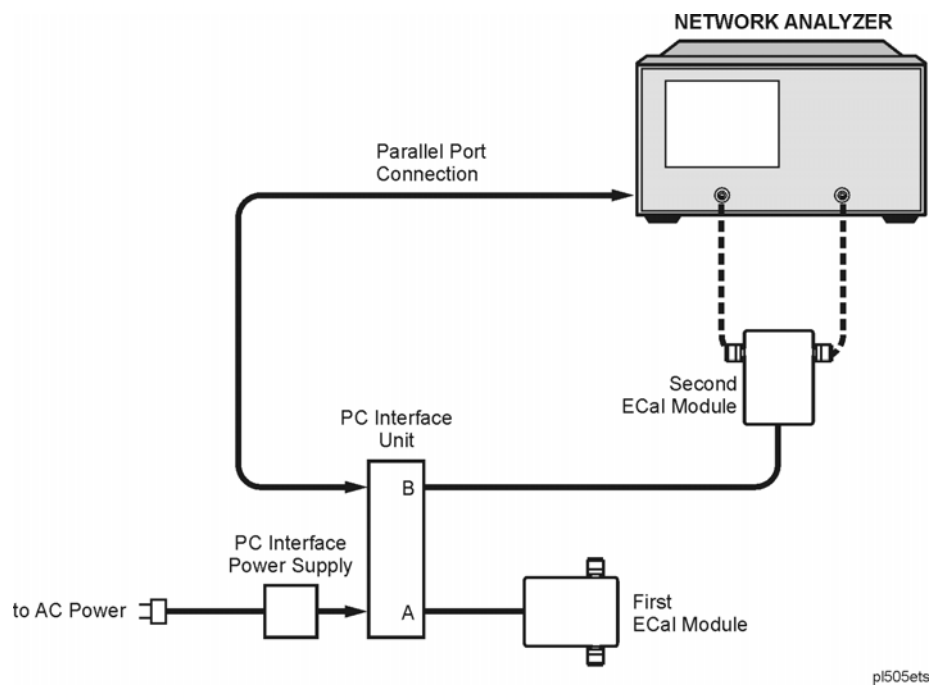 NETWORK ANALYZER
Parallel Port
Connection
Second
ECal Module
PC Interface
Unit
B
PC Interface
Power Supply
to AC Power
A
First
ECal Module
pl505ets